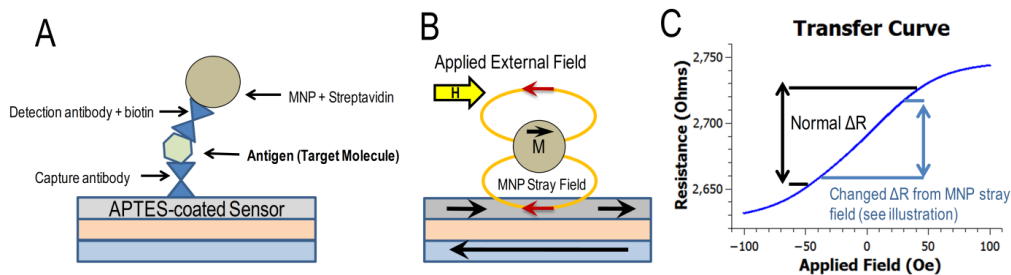 A
MNP + Streptavidin
Detection antibody + biotin
Antigen (Target Molecule)
Capture antibody
APTES-coated Sensor
B
Applied External Field
H
M
MNP Stray Field
C
Transfer Curve
Resistance (Ohms)
2,750
2,700
2,650
Normal ΔR
Changed ΔR from MNP stray
field (see illustration)
-100 -50 0 50 100
Applied Field (Oe)